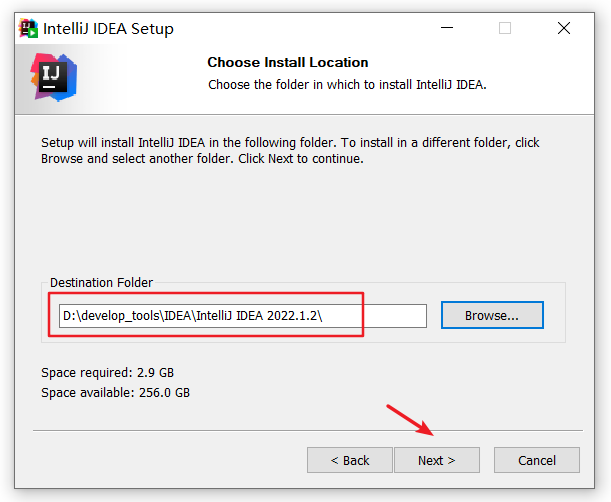 IntelliJ IDEA Setup
IJ
Choose Install Location
Choose the folder in which to install IntelliJ IDEA.
Setup will install IntelliJ IDEA in the following folder. To install in a different folder, click
Browse and select another folder. Click Next to continue.
Destination Folder
D:\develop_tools\IDEA\IntelliJ IDEA 2022.1.2\
Browse...
Space required: 2.9 GB
Space available: 256.0 GB
< Back
Next >
Cancel